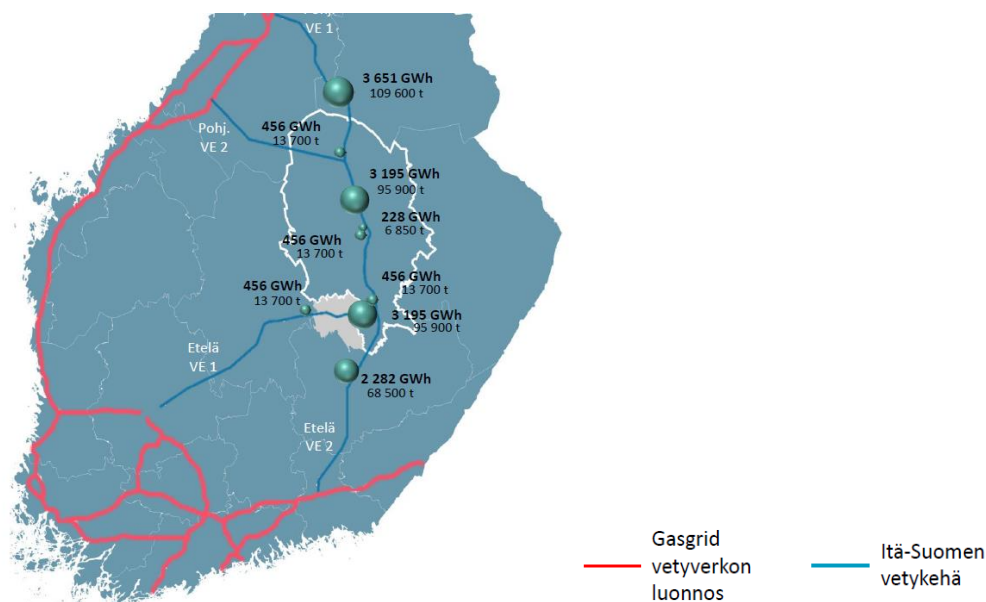 Pohj.
VE 1
3 651 GWh
109 600 t
456 GWh
13 700 t
Pohj.
VE 2
3 195 GWh
95 900 t
228 GWh
6 850 t
456 GWh
13 700 t
456 GWh
13 700 t
456 GWh
13 700 t
3 195 GWh
95 900 t
Etelä
VE 1
2 282 GWh
68 500 t
Etelä
VE 2
Gasgrid
vetyverkon
luonnos
Itä-Suomen
vetykehä